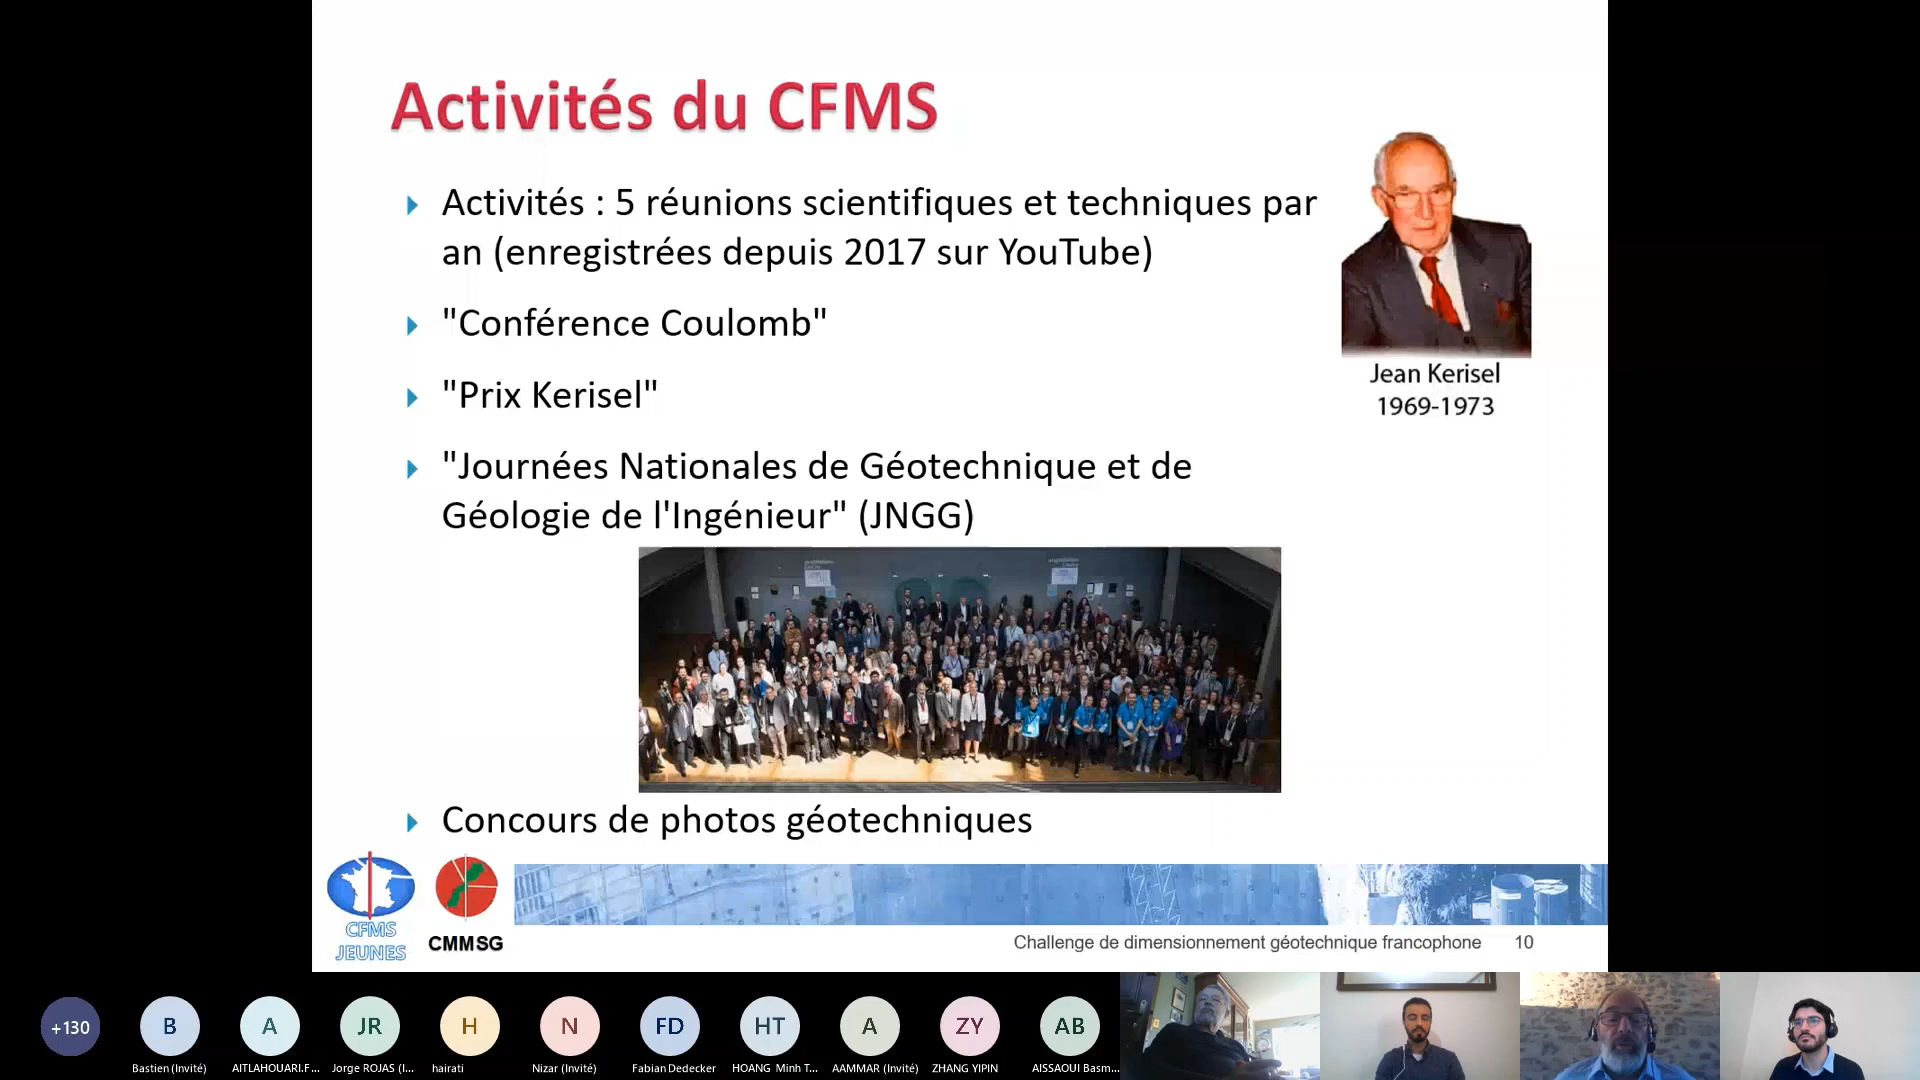 Activités du CFMS
Activités : 5 réunions scientifiques et techniques par
an (enregistrées depuis 2017 sur YouTube)
"Conférence Coulomb"
"Prix Kerisel"
"Journées Nationales de Géotechnique et de
Géologie de l'Ingénieur" (JNGG)
Jean Kerisel
1969-1973
Concours de photos géotechniques
CFMS
JEUNES
CMMSG
Challenge de dimensionnement géotechnique francophone 10
+130
B
A
JR
H
N
FD
HT
A
ZY
AB
Bastien (Invité)
AITLAHOUARI.F...
Jorge ROJAS (I...
hairati
Nizar (Invité)
Fabian Dedecker
HOANG Minh T...
AAMMAR (Invité)
ZHANG YIPIN
AISSAOUI Basm...